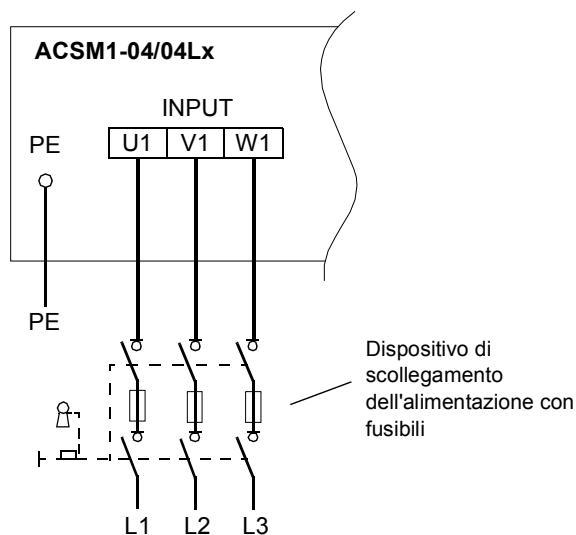 ACSM1-04/04Lx
INPUT
PE
U1 V1 W1
PE
Dispositivo di
scollegamento
dell'alimentazione con
fusibili
L1 L2 L3